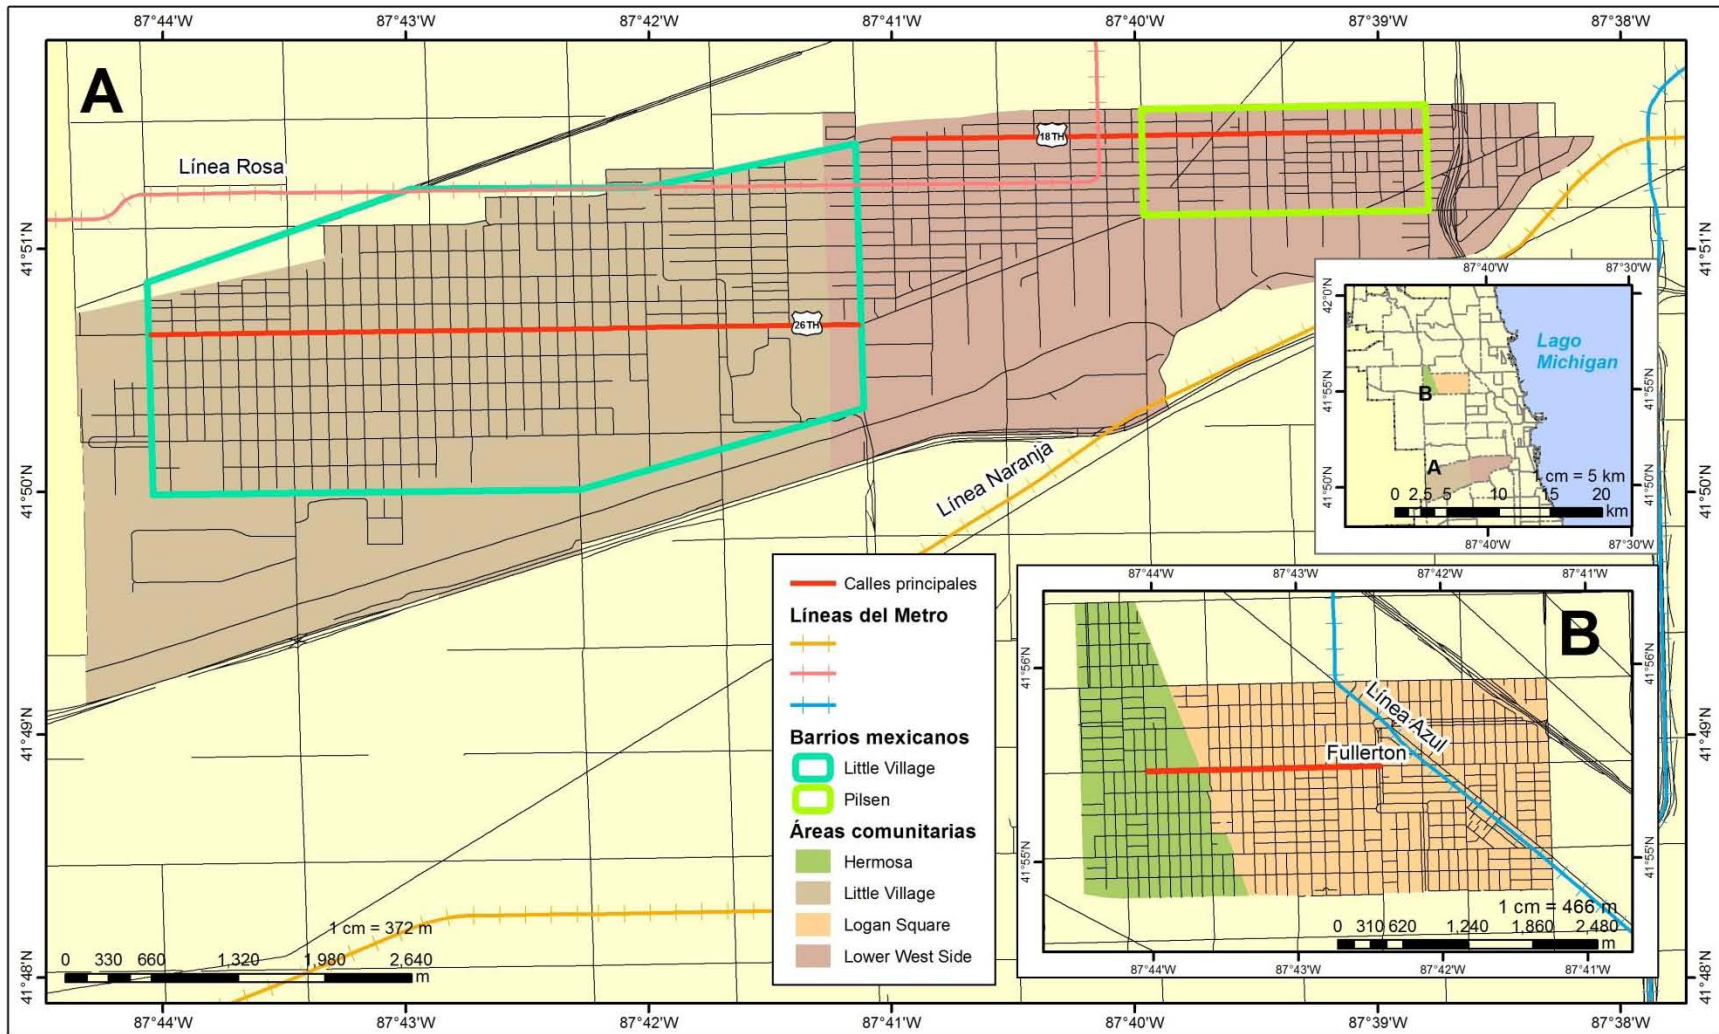 87°44'W 87°43'W 87°42'W 87°41'W 87°40'W 87°39'W 87°38'W
A
Línea Rosa
18TH
41°51'N
41°51'N
26TH
87°40'W 87°30'W
42°0'N
Lago
Michigan
41°55'N
B
41°55'N
A
1 cm = 5 km
41°50'N
41°50'N
0 2,5 5 10 15 20
km
87°40'W 87°30'W
41°50'N
41°50'N
Línea Naranja
Calles principales
Líneas del Metro
Barrios mexicanos
Little Village
Pilsen
Áreas comunitarias
Hermosa
Little Village
Logan Square
Lower West Side
87°44'W 87°43'W 87°42'W 87°41'W
B
41°56'N
41°56'N
Línea Azul
Fullerton
41°55'N
41°55'N
1 cm = 466 m
0 310 620 1,240 1,860 2,480
m
87°44'W 87°43'W 87°42'W 87°41'W
41°49'N
41°49'N
1 cm = 372 m
0 330 660 1,320 1,980 2,640
m
41°48'N
41°48'N
87°44'W 87°43'W 87°42'W 87°41'W 87°40'W 87°39'W 87°38'W